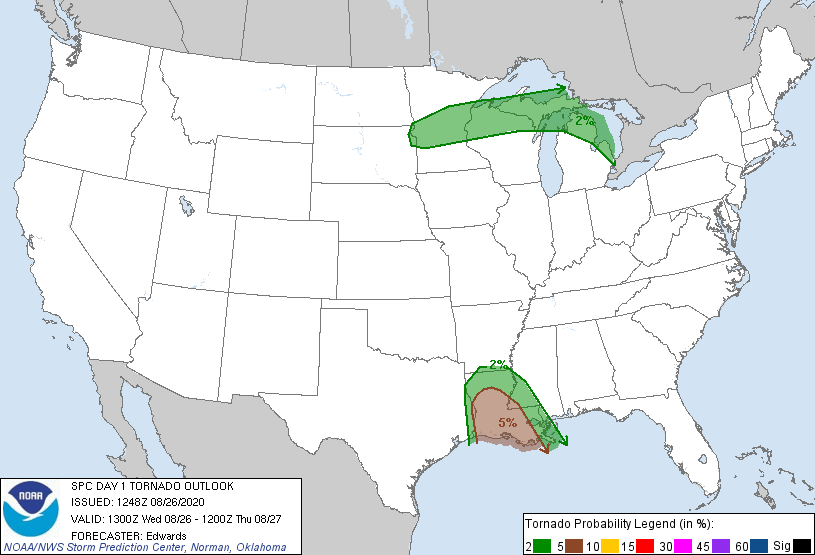 2%
2%
5%
NOAA
SPC DAY 1 TORNADO OUTLOOK
ISSUED: 1248Z 08/26/2020
VALID: 1300Z Wed 08/26 - 1200Z Thu 08/27
FORECASTER: Edwards
NOAA/NWS Storm Prediction Center, Norman, Oklahoma
Tornado Probability Legend (in %):
2 5 10 15 30 45 60 Sig